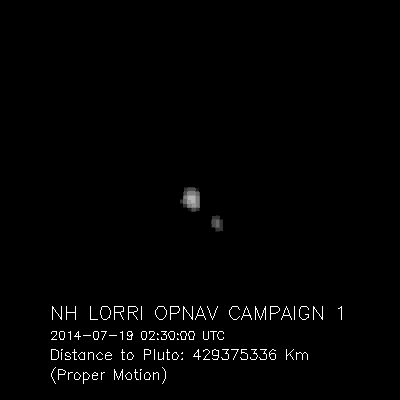 NH LORRI OPNAV CAMPAIGN 1
2014-07-19 02:30:00 UTC
Distance to Pluto: 429375336 Km
(Proper Motion)